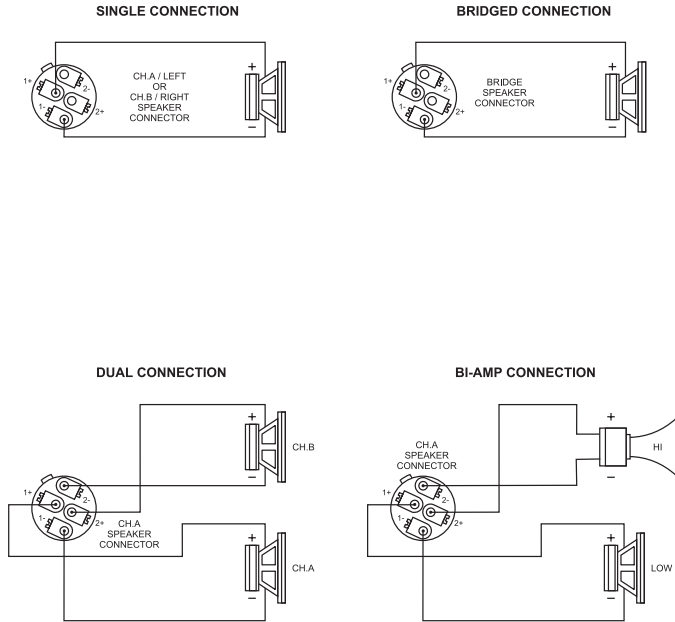 SINGLE CONNECTION
1+
2-
1-
2+
CH.A / LEFT
OR
CH.B / RIGHT
SPEAKER
CONNECTOR
+
−
BRIDGED CONNECTION
1+
2-
1-
2+
BRIDGE
SPEAKER
CONNECTOR
+
−
DUAL CONNECTION
+
−
CH.B
1+
2-
1-
2+
CH.A
SPEAKER
CONNECTOR
+
−
CH.A
BI-AMP CONNECTION
CH.A
SPEAKER
CONNECTOR
+
−
HI
1+
2-
1-
2+
+
−
LOW